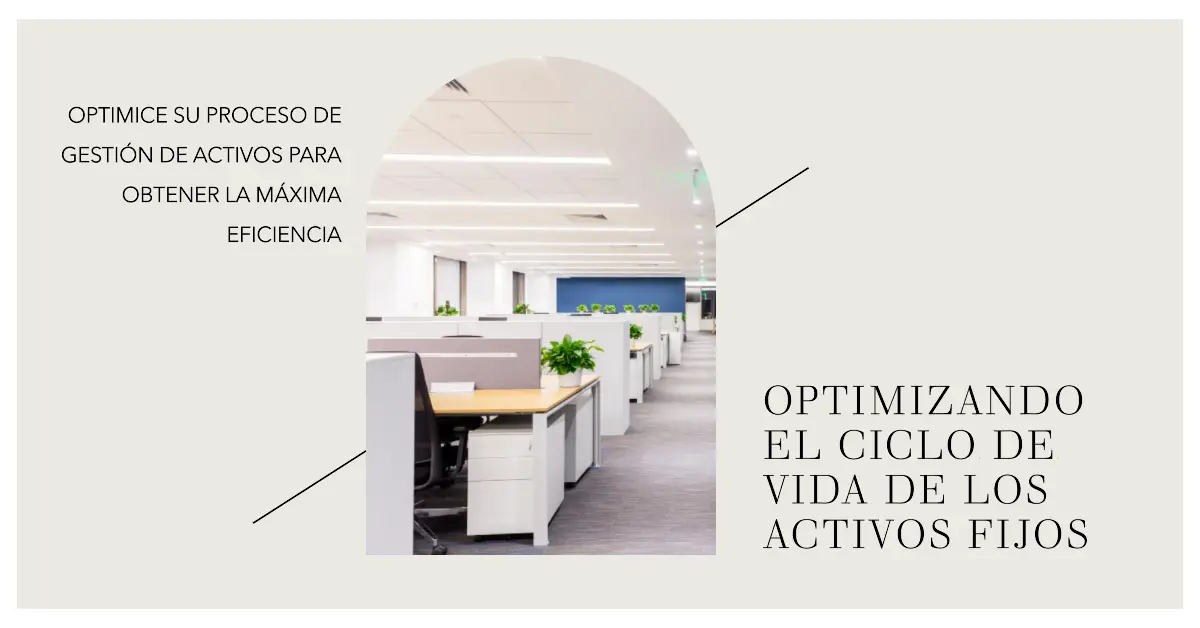 OPTIMICE SU PROCESO DE
GESTIÓN DE ACTIVOS PARA
OBTENER LA MÁXIMA
EFICIENCIA
OPTIMIZANDO
EL CICLO DE
VIDA DE LOS
ACTIVOS FIJOS